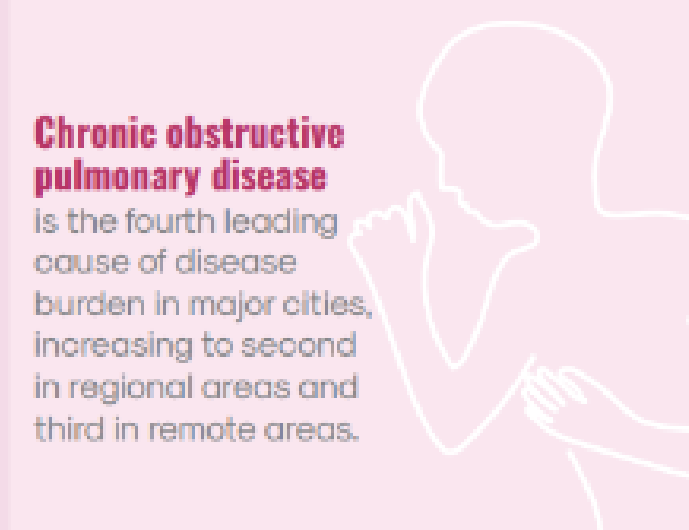 Chronic obstructive
pulmonary disease
is the fourth leading
cause of disease
burden in major cities,
increasing to second
in regional areas and
third in remote areas.